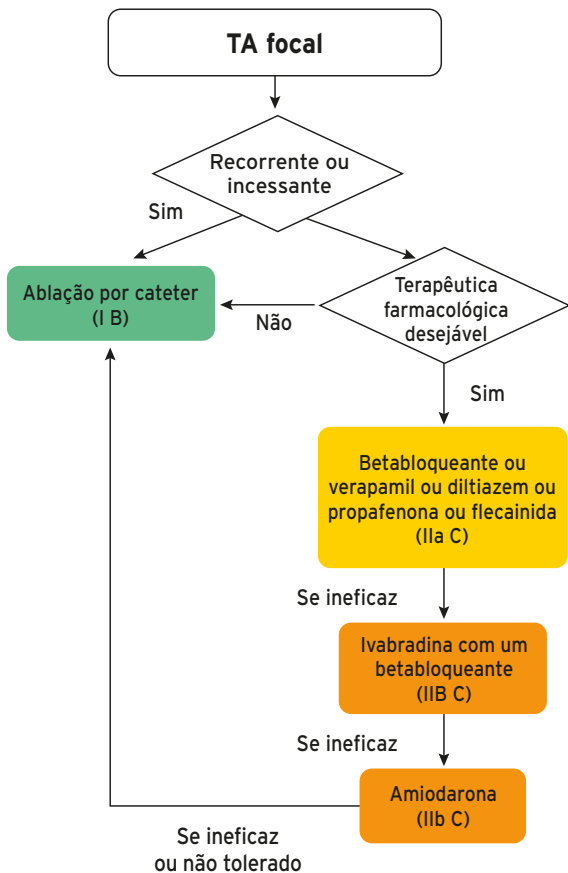 TA focal
Recorrente ou
incessante
Sim
Ablação por cateter
(I B)
Não
Terapêutica
farmacológica
desejável
Sim
Betabloqueante ou
verapamil ou diltiazem ou
propafenona ou flecainida
(IIa C)
Se ineficaz
Ivabradina com um
betabloqueante
(IIB C)
Se ineficaz
Amiodarona
(IIb C)
Se ineficaz
ou não tolerado